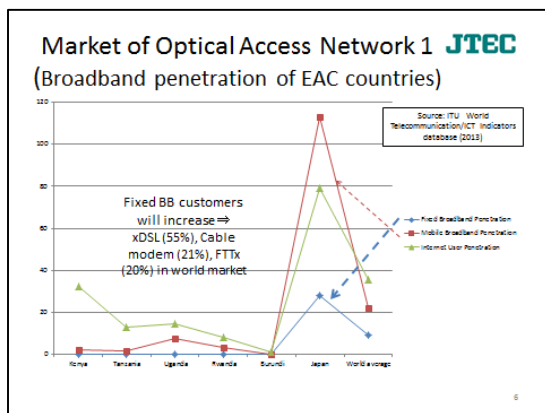 Market of Optical Access Network 1
JTEC
(Broadband penetration of EAC countries)
Source: ITU World
Telecommunication/ICT Indicators
database (2013)
120
100
80
60
40
20
0
Fixed BB customers
will increase ⇒
xDSL (55%), Cable
modem (21%), FTTx
(20%) in world market
Fixed Broadband Penetration
Mobile Broadband Penetration
Internet User Penetration
Kenya
Tanzania
Uganda
Rwanda
Burundi
Japan
World average
6